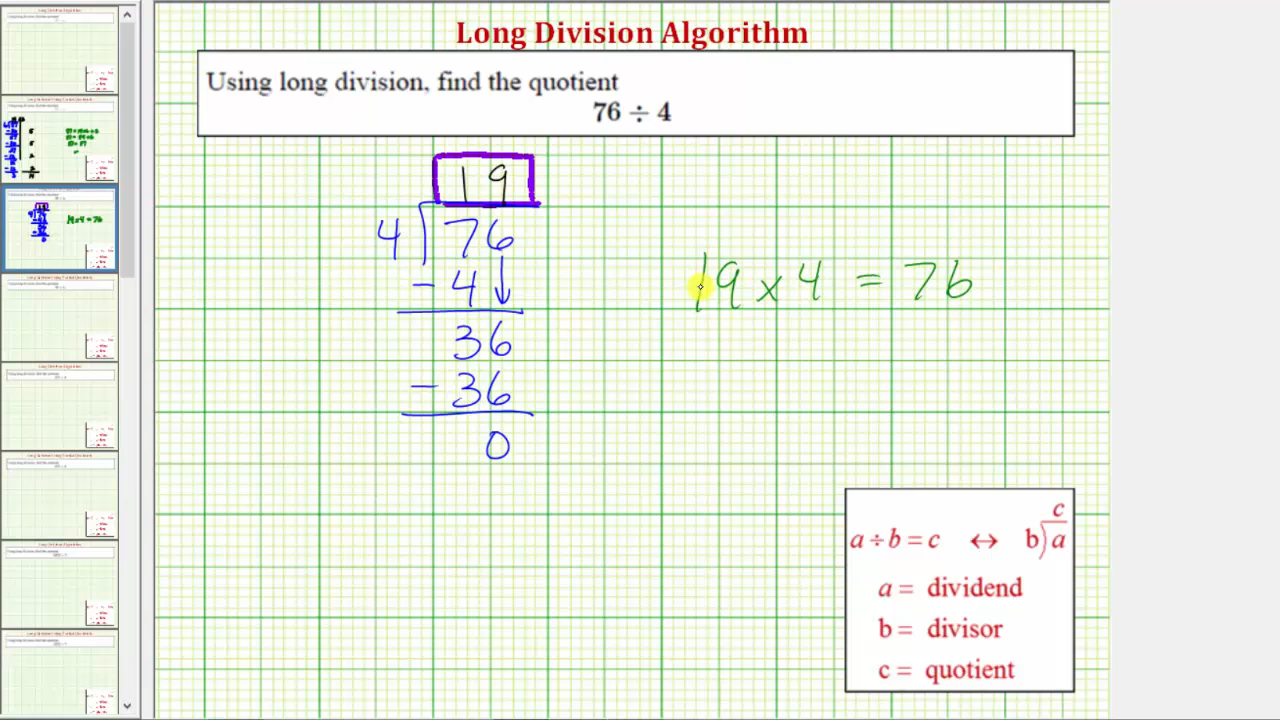 Long Division Algorithm
Using long division, find the quotient
76 ÷ 4
19
4 76
- 4 ↓
36
- 36
0
19 x 4 = 76
c
a ÷ b = c ↔ b) a
a = dividend
b = divisor
c = quotient